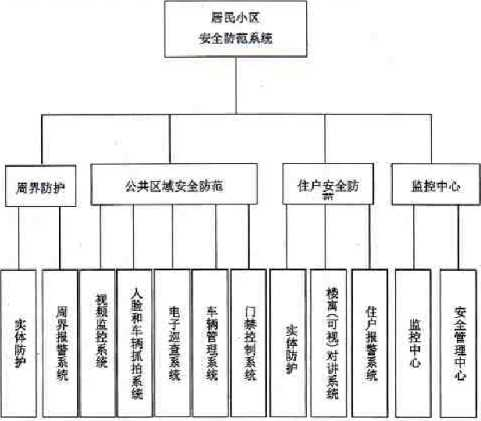 居民小区
安全防范系统
周界防护
公共区域安全防范
住户安全防
范
监控中心
实体防护
周界报警系统
视频监控系统
人脸和车辆抓拍系统
电子巡查系统
车辆管理系统
门禁控制系统
实体防护
楼寓(可视)对讲系统
住户报警系统
监控中心
安全管理中心